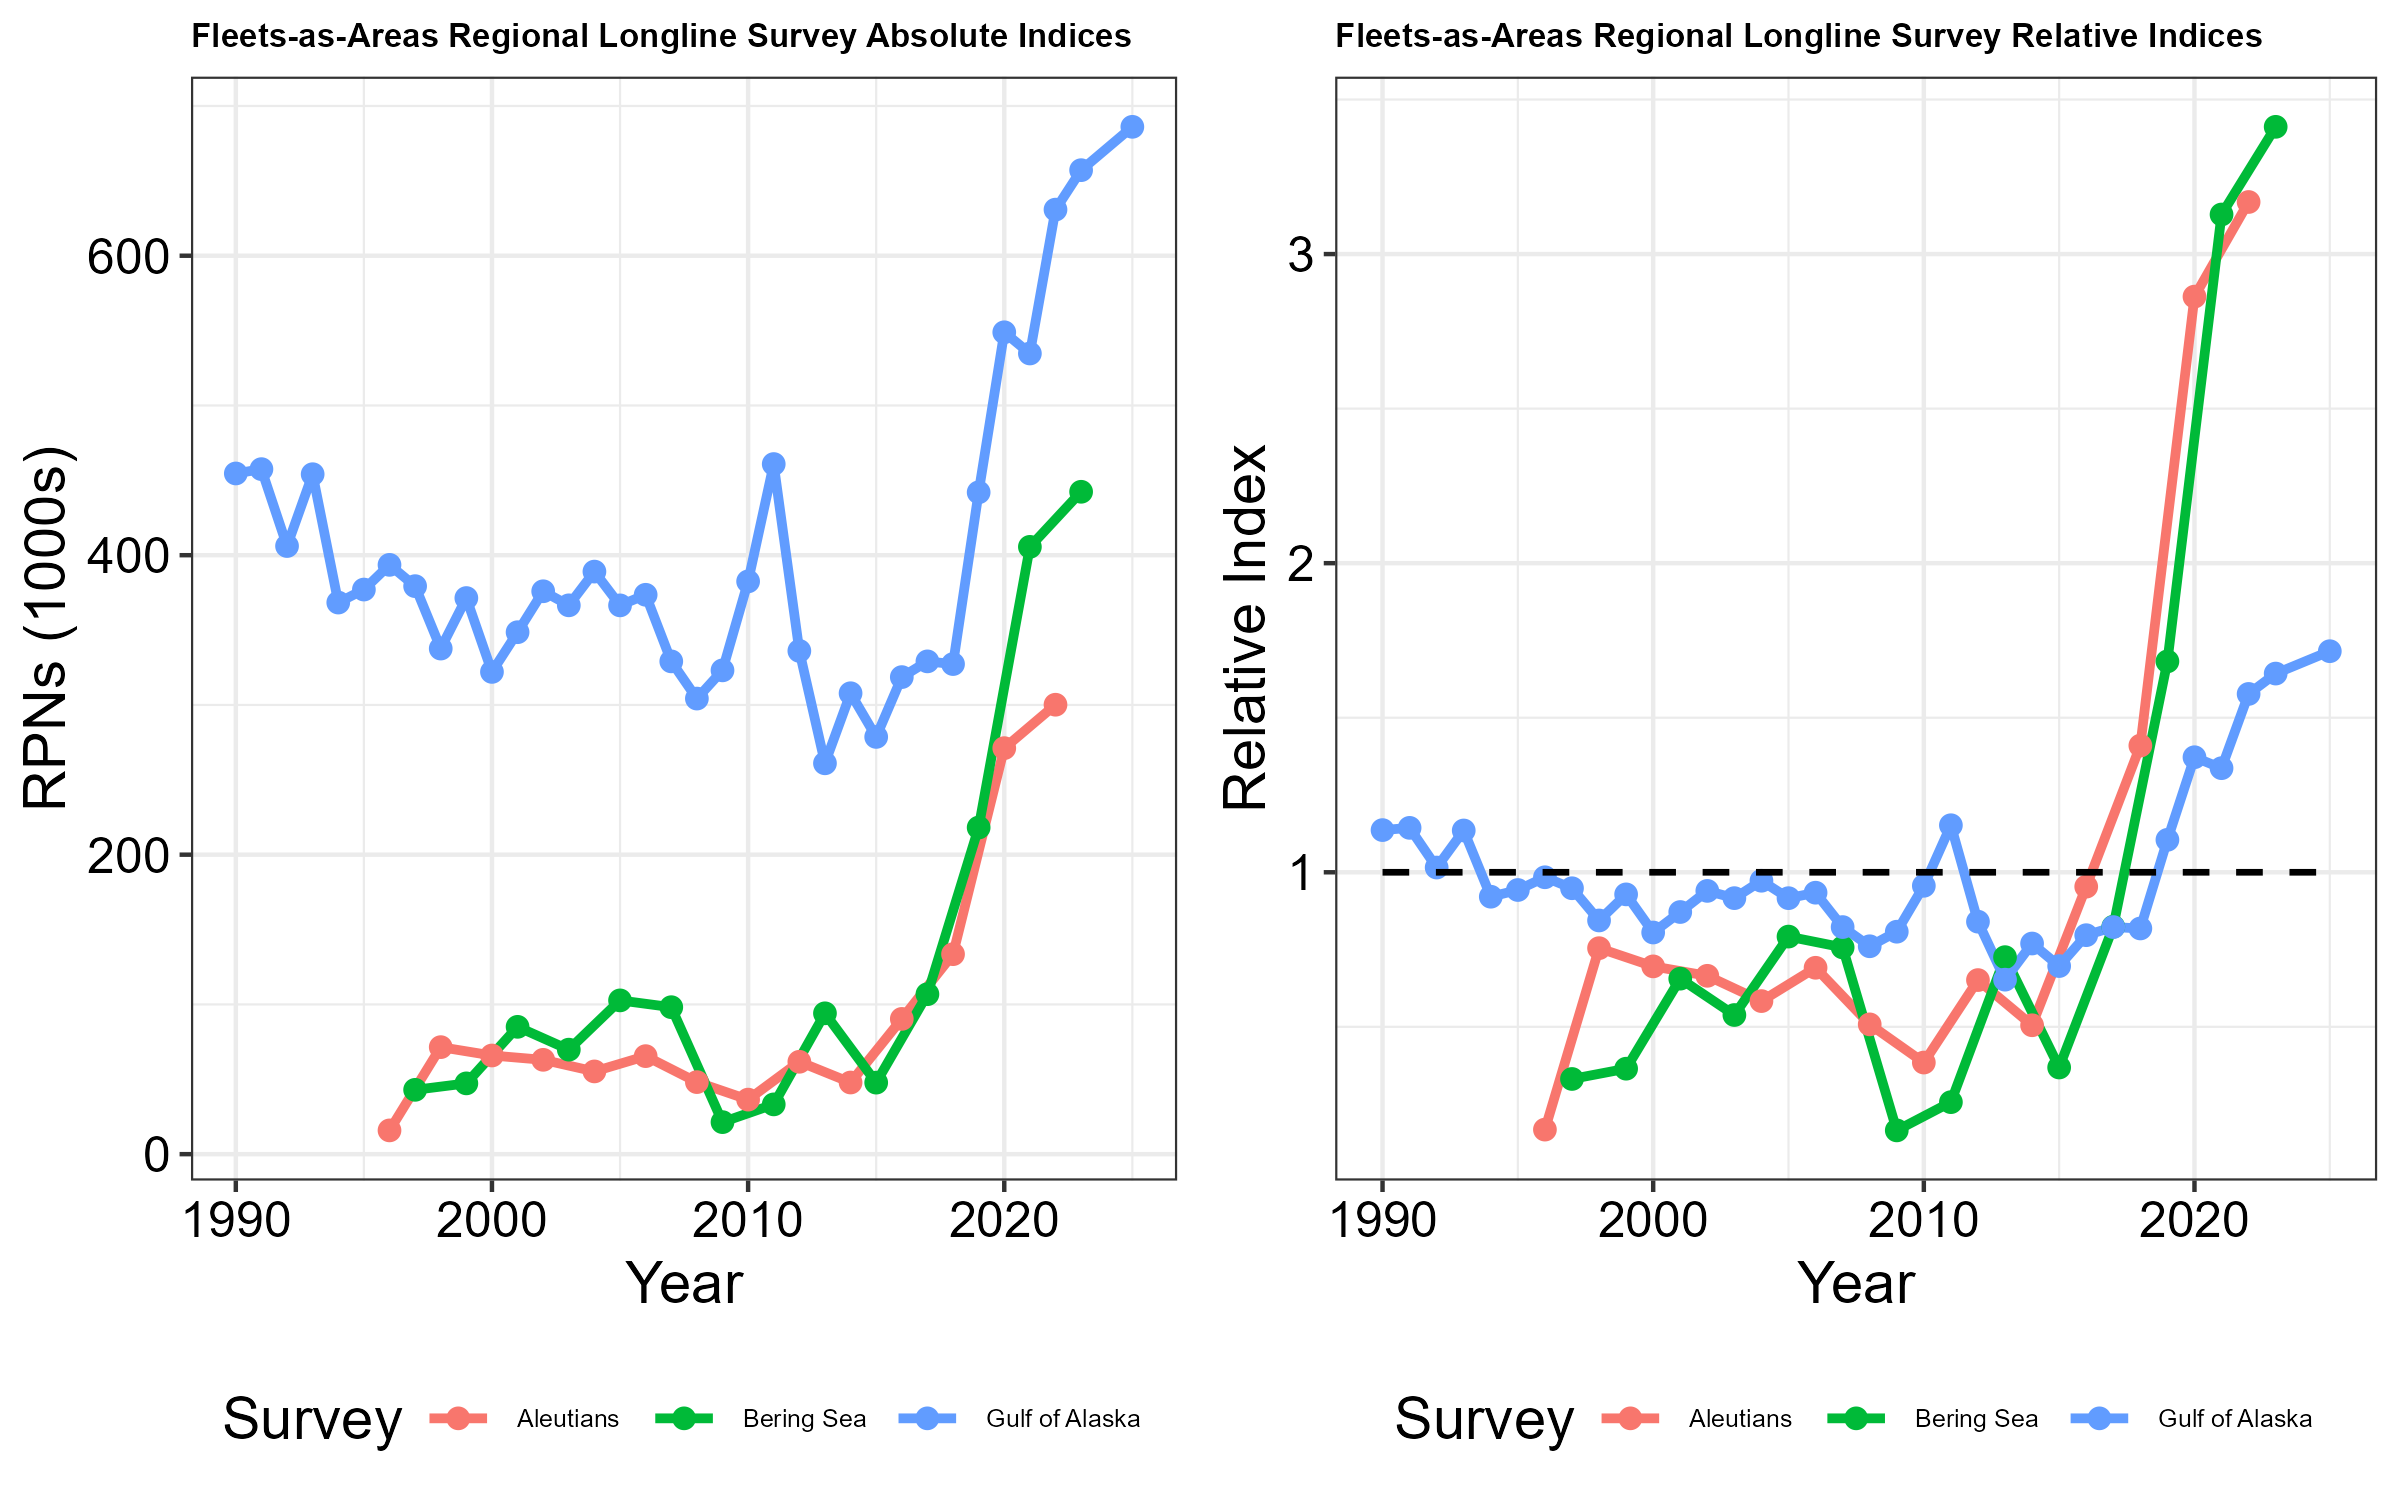 Fleets-as-Areas Regional Longline Survey Absolute Indices
RPNs (1000s)
600
400
200
0
1990 2000 2010 2020
Year
Survey Aleutians Bering Sea Gulf of Alaska
Fleets-as-Areas Regional Longline Survey Relative Indices
Relative Index
3
2
1
1990 2000 2010 2020
Year
Survey Aleutians Bering Sea Gulf of Alaska